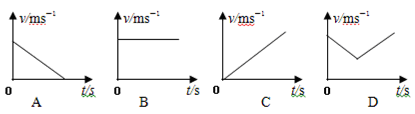 v/ms⁻¹ v/ms⁻¹ v/ms⁻¹ v/ms⁻¹
0 t/s 0 t/s 0 t/s 0 t/s
A B C D